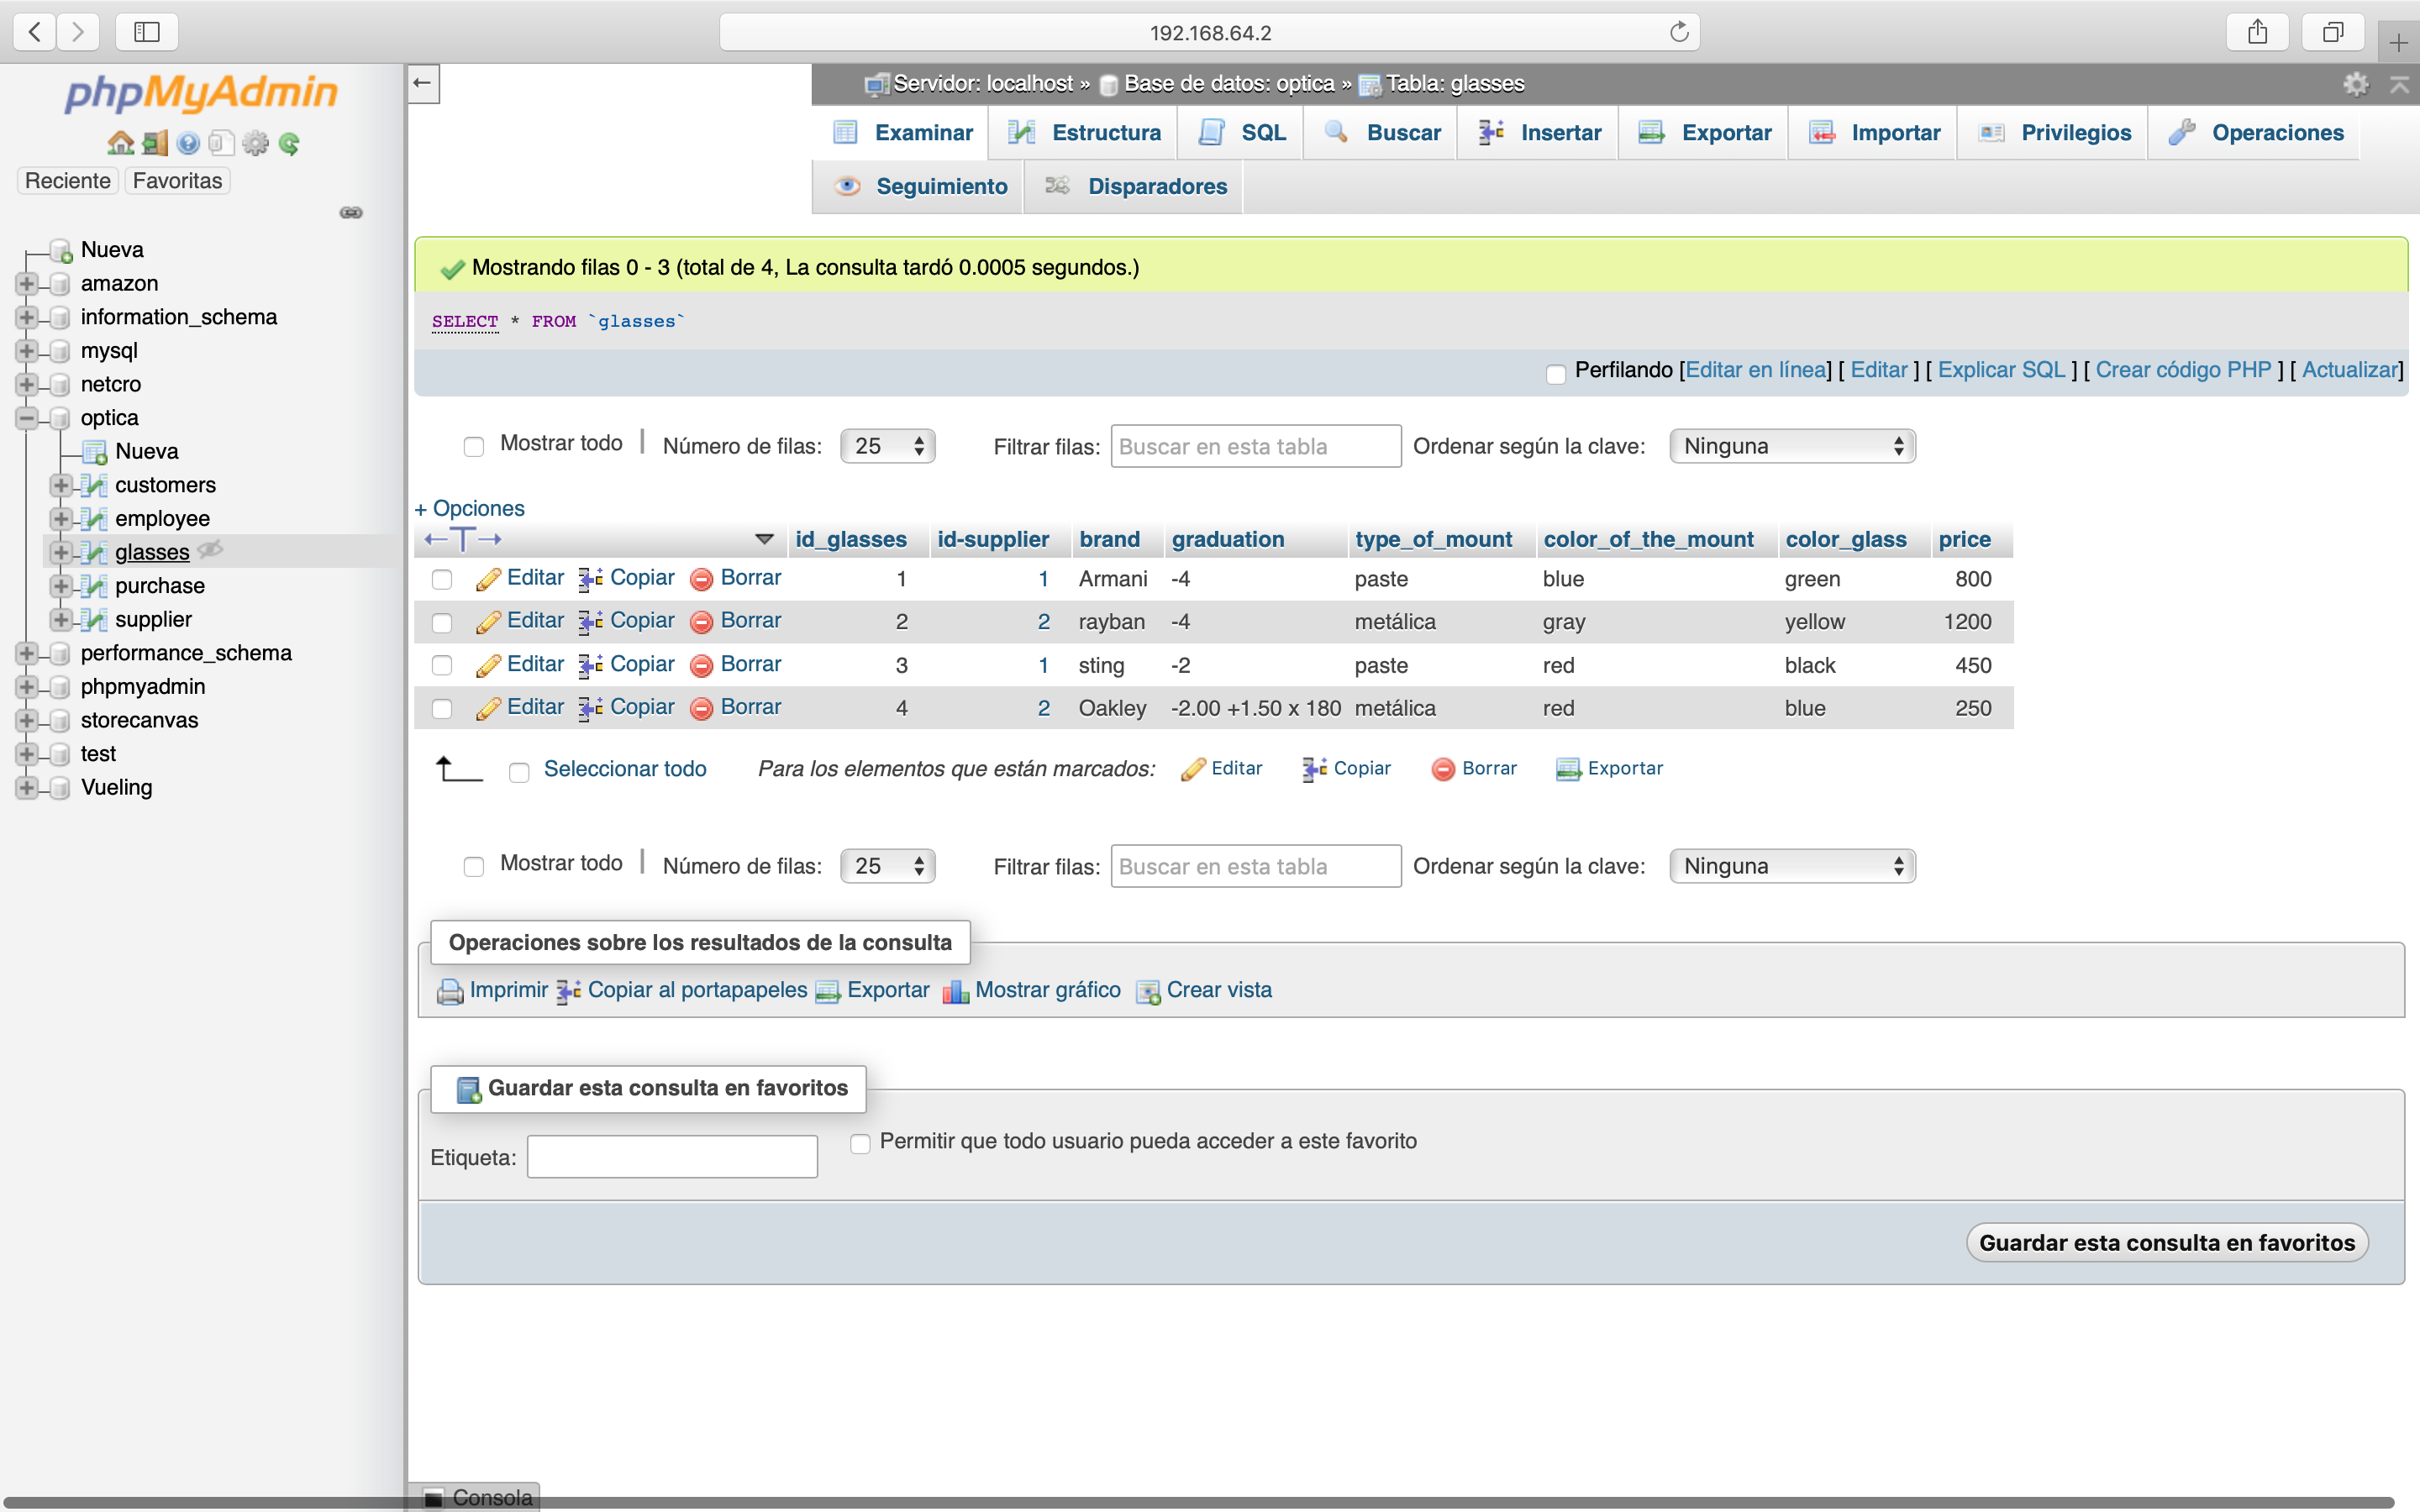 192.168.64.2
phpMyAdmin
Reciente Favoritas
Nueva
amazon
information_schema
mysql
netcro
optica
Nueva
customers
employee
glasses
purchase
supplier
performance_schema
phpmyadmin
storecanvas
test
Vueling
Servidor: localhost » Base de datos: optica » Tabla: glasses
Examinar Estructura SQL Buscar Insertar Exportar Importar Privilegios Operaciones
Seguimiento Disparadores
Mostrando filas 0 - 3 (total de 4, La consulta tardó 0.0005 segundos.)
SELECT * FROM `glasses`
Perfilando [Editar en línea] [ Editar ] [ Explicar SQL ] [ Crear código PHP ] [ Actualizar]
Mostrar todo | Número de filas: 25 Filtrar filas: Buscar en esta tabla Ordenar según la clave: Ninguna
+ Opciones
←T→ id_glasses id-supplier brand graduation type_of_mount color_of_the_mount color_glass price
Editar Copiar Borrar 1 1 Armani -4 paste blue green 800
Editar Copiar Borrar 2 2 rayban -4 metálica gray yellow 1200
Editar Copiar Borrar 3 1 sting -2 paste red black 450
Editar Copiar Borrar 4 2 Oakley -2.00 +1.50 x 180 metálica red blue 250
Seleccionar todo Para los elementos que están marcados: Editar Copiar Borrar Exportar
Mostrar todo | Número de filas: 25 Filtrar filas: Buscar en esta tabla Ordenar según la clave: Ninguna
Operaciones sobre los resultados de la consulta
Imprimir Copiar al portapapeles Exportar Mostrar gráfico Crear vista
Guardar esta consulta en favoritos
Etiqueta: Permitir que todo usuario pueda acceder a este favorito
Guardar esta consulta en favoritos
Consola